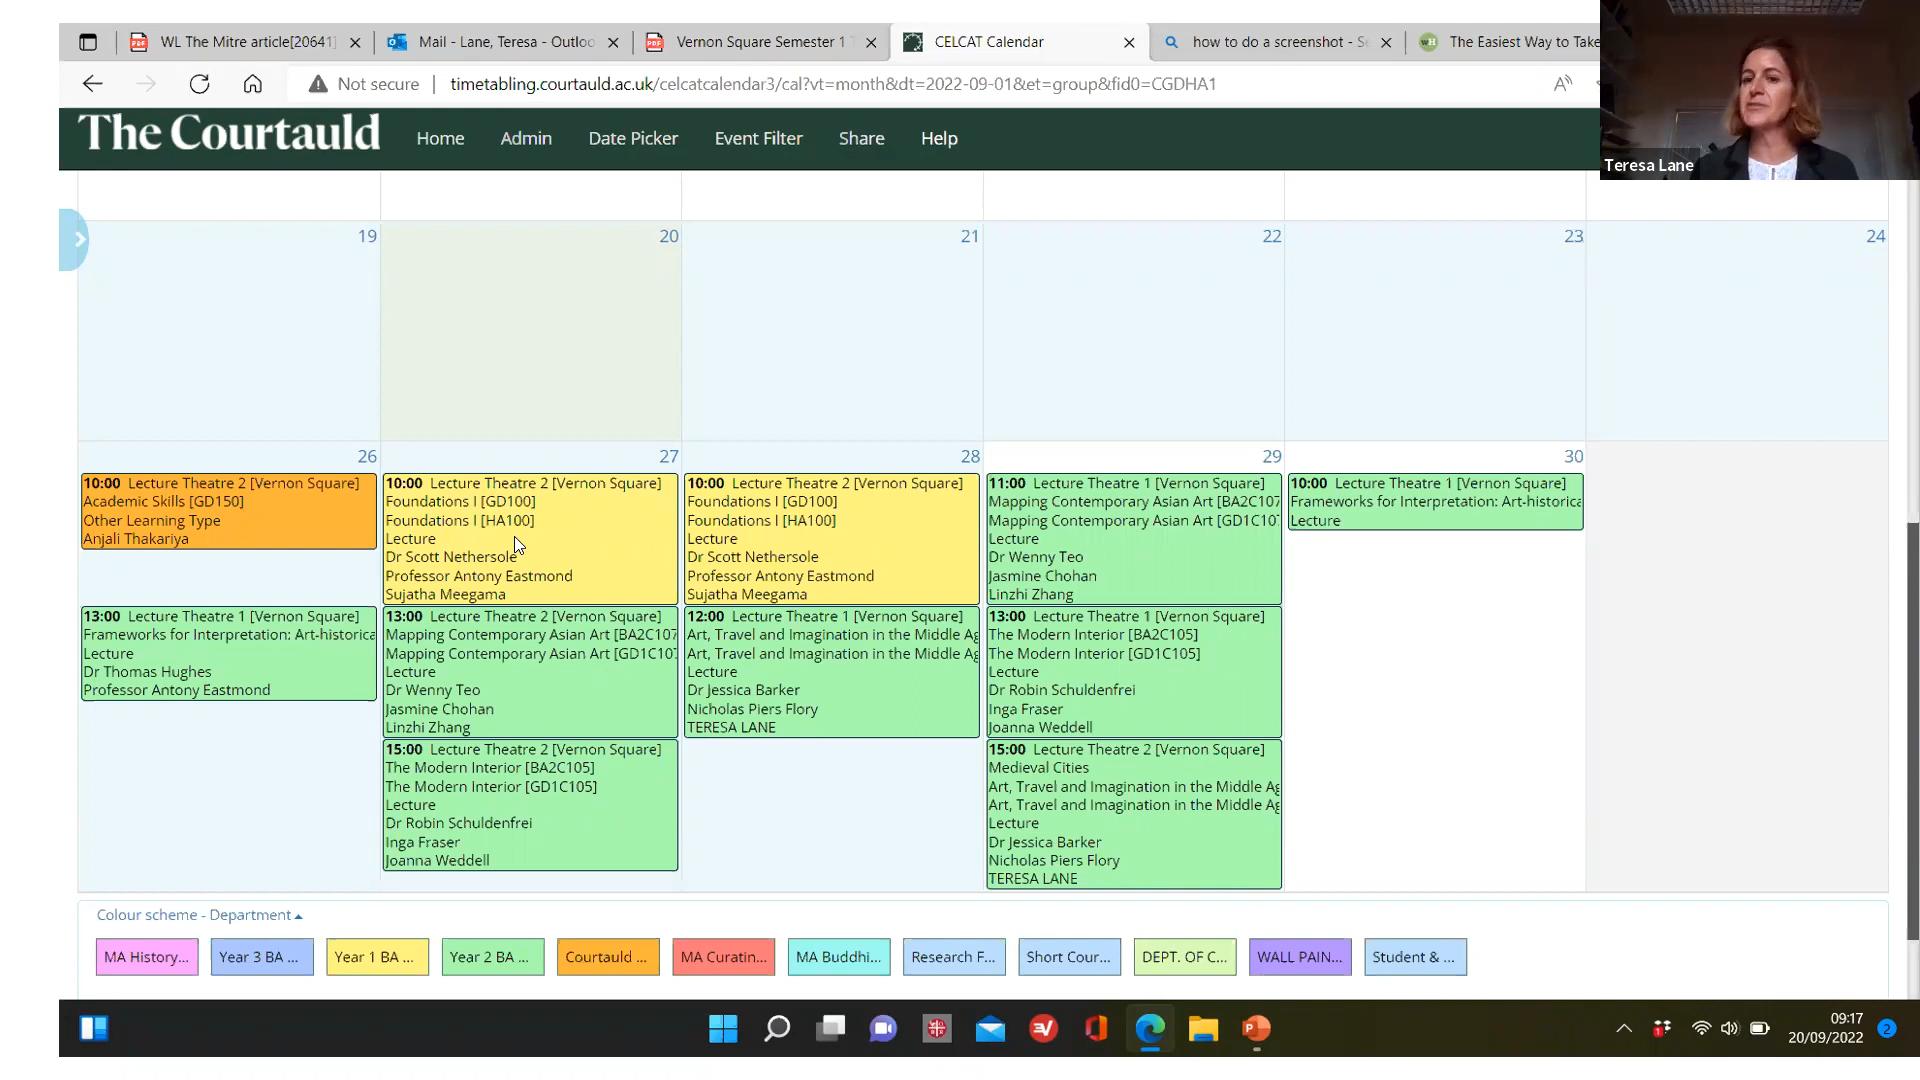 WL The Mitre article[20641]
Mail - Lane, Teresa - Outloo
Vernon Square Semester 1 T
CELCAT Calendar
how to do a screenshot - S
The Easiest Way to Take
Not secure
timetabling.courtauld.ac.uk/celcatcalendar3/cal?vt=month&dt=2022-09-01&et=group&fid0=CGDHA1
Teresa Lane
The Courtauld
Home
Admin
Date Picker
Event Filter
Share
Help
19
20
21
22
23
24
26
27
28
29
30
10:00 Lecture Theatre 2 [Vernon Square]
Academic Skills [GD150]
Other Learning Type
Anjali Thakariya
13:00 Lecture Theatre 1 [Vernon Square]
Frameworks for Interpretation: Art-historica
Lecture
Dr Thomas Hughes
Professor Antony Eastmond
10:00 Lecture Theatre 2 [Vernon Square]
Foundations I [GD100]
Foundations I [HA100]
Lecture
Dr Scott Nethersole
Professor Antony Eastmond
Sujatha Meegama
13:00 Lecture Theatre 2 [Vernon Square]
Mapping Contemporary Asian Art [BA2C107
Mapping Contemporary Asian Art [GD1C107
Lecture
Dr Wenny Teo
Jasmine Chohan
Linzhi Zhang
15:00 Lecture Theatre 2 [Vernon Square]
The Modern Interior [BA2C105]
The Modern Interior [GD1C105]
Lecture
Dr Robin Schuldenfrei
Inga Fraser
Joanna Weddell
10:00 Lecture Theatre 2 [Vernon Square]
Foundations I [GD100]
Foundations I [HA100]
Lecture
Dr Scott Nethersole
Professor Antony Eastmond
Sujatha Meegama
12:00 Lecture Theatre 1 [Vernon Square]
Art, Travel and Imagination in the Middle Ag
Art, Travel and Imagination in the Middle Ag
Lecture
Dr Jessica Barker
Nicholas Piers Flory
TERESA LANE
11:00 Lecture Theatre 1 [Vernon Square]
Mapping Contemporary Asian Art [BA2C107
Mapping Contemporary Asian Art [GD1C107
Lecture
Dr Wenny Teo
Jasmine Chohan
Linzhi Zhang
13:00 Lecture Theatre 1 [Vernon Square]
The Modern Interior [BA2C105]
The Modern Interior [GD1C105]
Lecture
Dr Robin Schuldenfrei
Inga Fraser
Joanna Weddell
15:00 Lecture Theatre 2 [Vernon Square]
Medieval Cities
Art, Travel and Imagination in the Middle Ag
Art, Travel and Imagination in the Middle Ag
Lecture
Dr Jessica Barker
Nicholas Piers Flory
TERESA LANE
10:00 Lecture Theatre 1 [Vernon Square]
Frameworks for Interpretation: Art-historica
Lecture
Colour scheme - Department
MA History...
Year 3 BA ...
Year 1 BA ...
Year 2 BA ...
Courtauld ...
MA Curatin...
MA Buddhi...
Research F...
Short Cour...
DEPT. OF C...
WALL PAIN...
Student & ...
09:17
20/09/2022
2